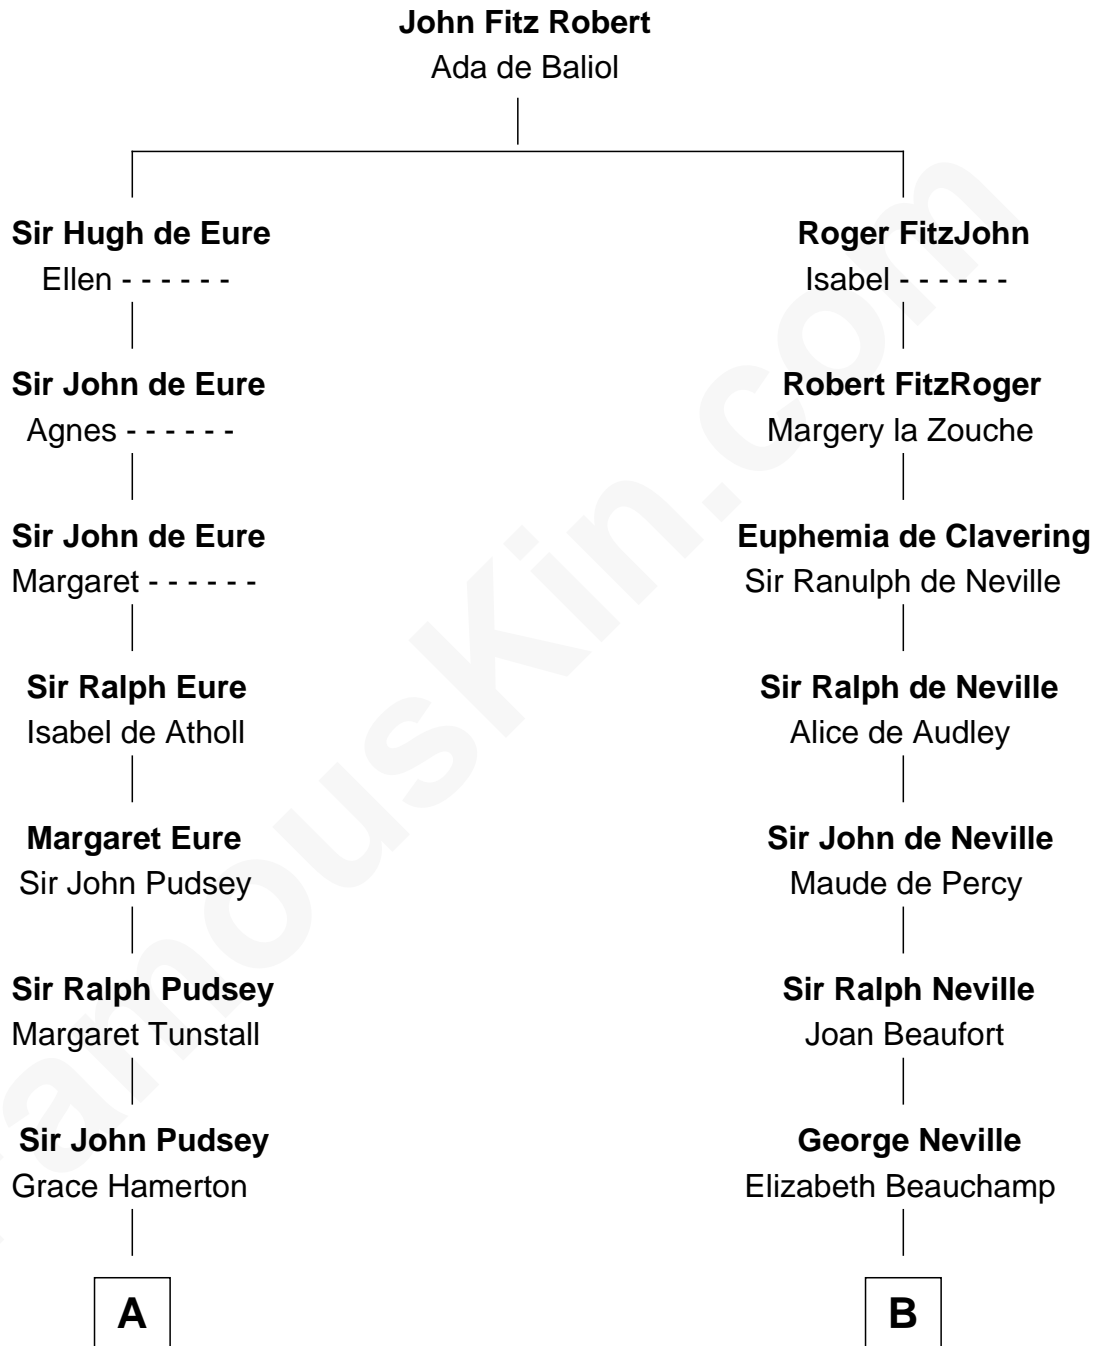 John Fitz Robert
Ada de Baliol
Sir Hugh de Eure
Ellen - - - - - -
Roger FitzJohn
Isabel - - - - - -
Sir John de Eure
Agnes - - - - - -
Robert FitzRoger
Margery la Zouche
Sir John de Eure
Margaret - - - - - -
Euphemia de Clavering
Sir Ranulph de Neville
Sir Ralph Eure
Isabel de Atholl
Sir Ralph de Neville
Alice de Audley
Margaret Eure
Sir John Pudsey
Sir John de Neville
Maude de Percy
Sir Ralph Pudsey
Margaret Tunstall
Sir Ralph Neville
Joan Beaufort
Sir John Pudsey
Grace Hamerton
George Neville
Elizabeth Beauchamp
A
B
famouskin.com